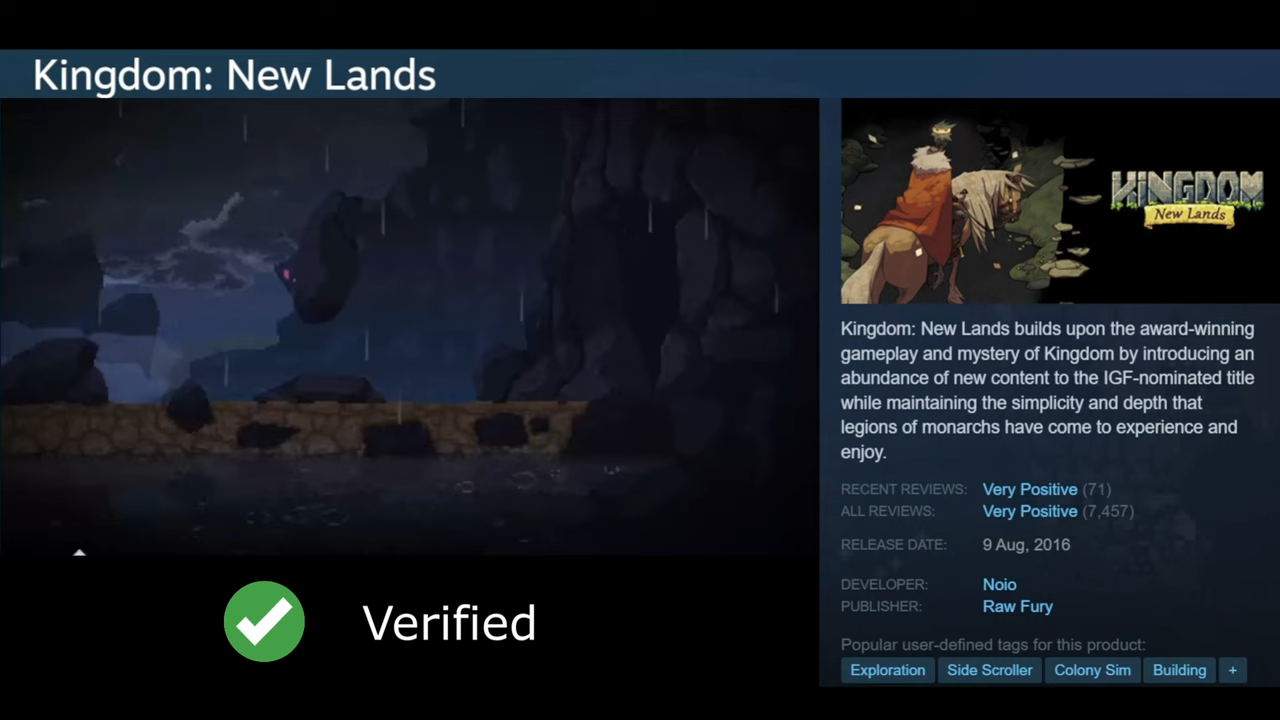 Kingdom: New Lands
KINGDOM
New Lands
Kingdom: New Lands builds upon the award-winning
gameplay and mystery of Kingdom by introducing an
abundance of new content to the IGF-nominated title
while maintaining the simplicity and depth that
legions of monarchs have come to experience and
enjoy.
RECENT REVIEWS: Very Positive (71)
ALL REVIEWS: Very Positive (7,457)
RELEASE DATE: 9 Aug, 2016
DEVELOPER: Noio
PUBLISHER: Raw Fury
Popular user-defined tags for this product:
Exploration Side Scroller Colony Sim Building +
Verified